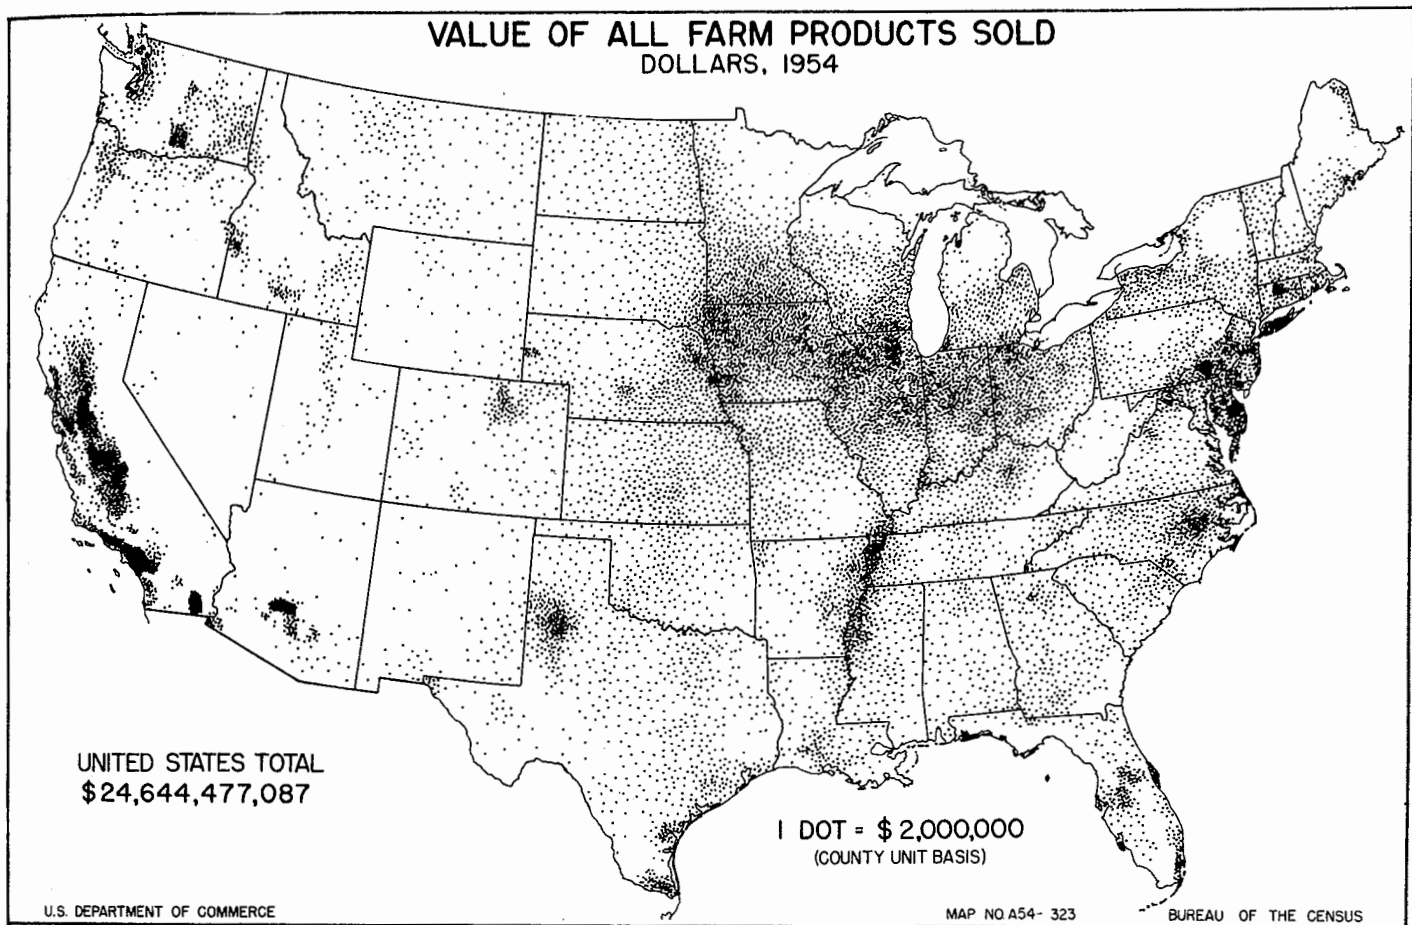 VALUE OF ALL FARM PRODUCTS SOLD
DOLLARS, 1954
UNITED STATES TOTAL
$24,644,477,087
1 DOT = $2,000,000
(COUNTY UNIT BASIS)
U.S. DEPARTMENT OF COMMERCE
MAP NO. A54-323
BUREAU OF THE CENSUS